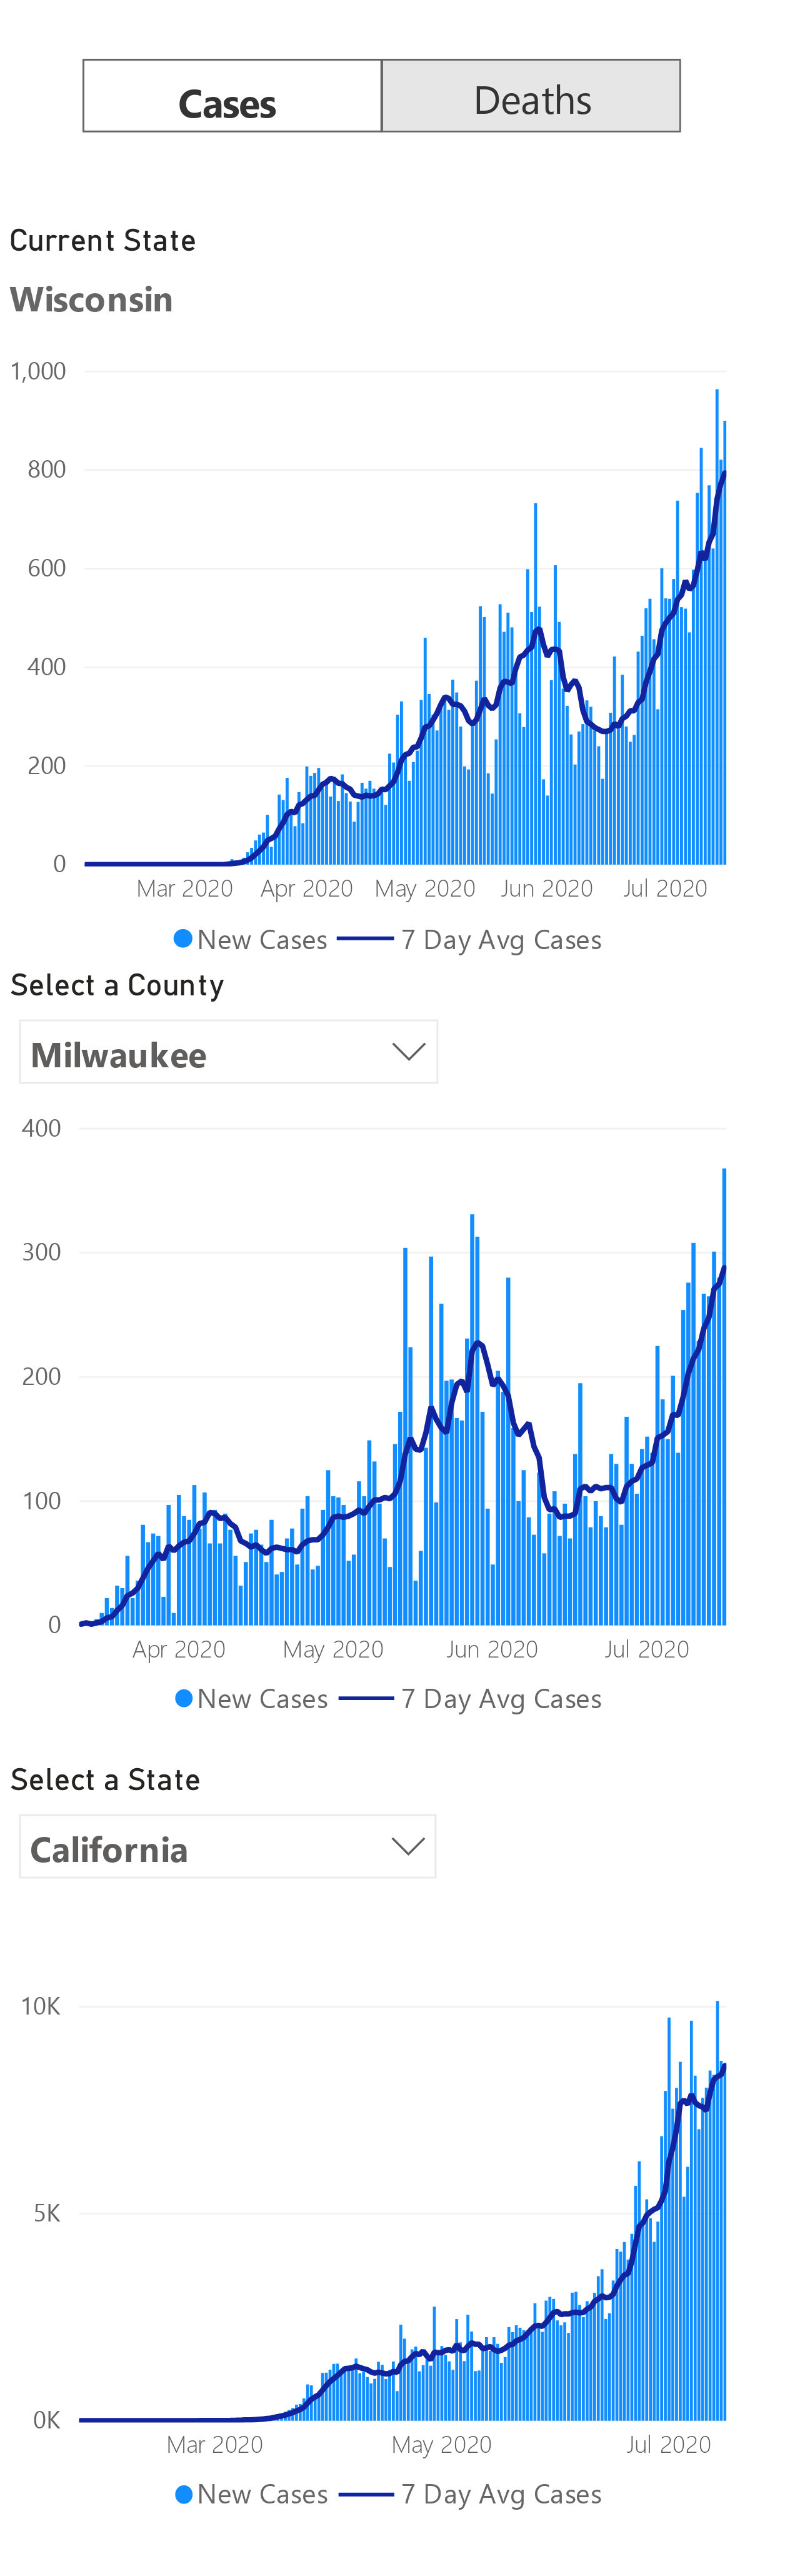 Cases Deaths
Current State
Wisconsin
1,000
800
600
400
200
0
Mar 2020 Apr 2020 May 2020 Jun 2020 Jul 2020
New Cases 7 Day Avg Cases
Select a County
Milwaukee
400
300
200
100
0
Apr 2020 May 2020 Jun 2020 Jul 2020
New Cases 7 Day Avg Cases
Select a State
California
10K
5K
0K
Mar 2020 May 2020 Jul 2020
New Cases 7 Day Avg Cases